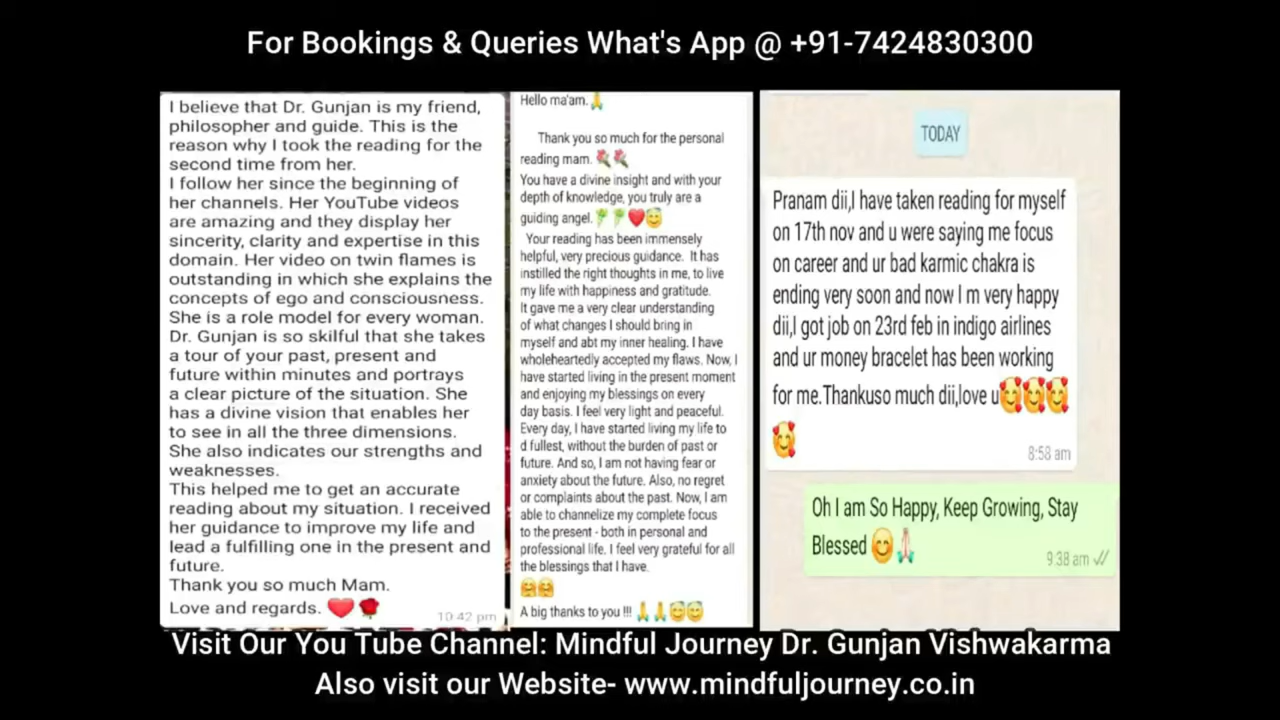 For Bookings & Queries What's App @ +91-7424830300
I believe that Dr. Gunjan is my friend,
philosopher and guide. This is the
reason why I took the reading for the
second time from her.
I follow her since the beginning of
her channels. Her YouTube videos
are amazing and they display her
sincerity, clarity and expertise in this
domain. Her video on twin flames is
outstanding in which she explains the
concepts of ego and consciousness.
She is a role model for every woman.
Dr. Gunjan is so skilful that she takes
a tour of your past, present and
future within minutes and portrays
a clear picture of the situation. She
has a divine vision that enables her
to see in all the three dimensions.
She also indicates our strengths and
weaknesses.
This helped me to get an accurate
reading about my situation. I received
her guidance to improve my life and
lead a fulfilling one in the present and
future.
Thank you so much Mam.
Love and regards. ❤️🌹
10:42 pm
Hello ma'am.🙏
Thank you so much for the personal
reading mam. 💐💐
You have a divine insight and with your
depth of knowledge, you truly are a
guiding angel.💐💐❤️😇
Your reading has been immensely
helpful, very precious guidance. It has
instilled the right thoughts in me, to live
my life with happiness and gratitude.
It gave me a very clear understanding
of what changes I should bring in
myself and abt my inner healing. I have
wholeheartedly accepted my flaws. Now, I
have started living in the present moment
and enjoying my blessings on every
day basis. I feel very light and peaceful.
Every day, I have started living my life to
d fullest, without the burden of past or
future. And so, I am not having fear or
anxiety about the future. Also, no regret
or complaints about the past. Now, I am
able to channelize my complete focus
to the present - both in personal and
professional life. I feel very grateful for all
the blessings that I have.
🤗🤗
A big thanks to you !!! 🙏🙏😇😇
TODAY
Pranam dii,I have taken reading for myself
on 17th nov and u were saying me focus
on career and ur bad karmic chakra is
ending very soon and now I m very happy
dii,I got job on 23rd feb in indigo airlines
and ur money bracelet has been working
for me.Thankuso much dii,love u🥰🥰🥰
🥰
8:58 am
Oh I am So Happy, Keep Growing, Stay
Blessed 😊🙏
9:38 am
Visit Our You Tube Channel: Mindful Journey Dr. Gunjan Vishwakarma
Also visit our Website- www.mindfuljourney.co.in